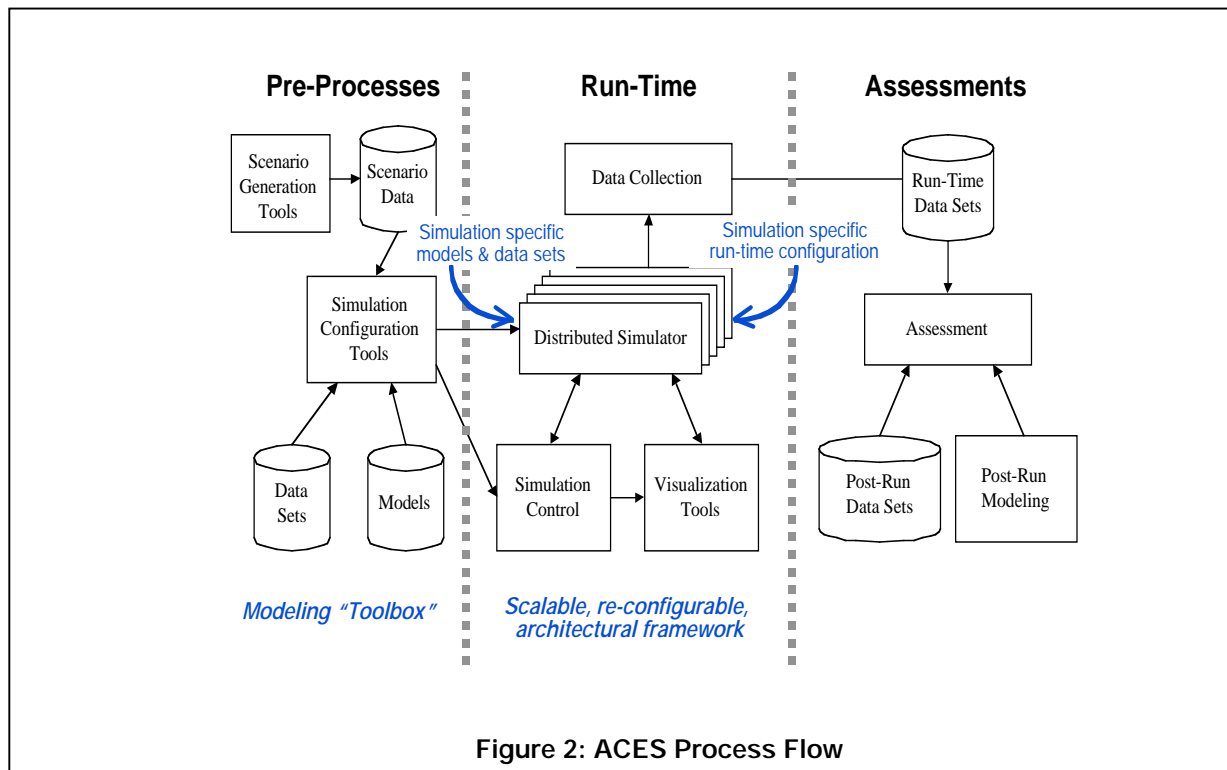 Pre-Processes
Run-Time
Assessments
Scenario
Generation
Tools
Scenario
Data
Data Collection
Run-Time
Data Sets
Simulation specific
models & data sets
Simulation specific
run-time configuration
Simulation
Configuration
Tools
Distributed Simulator
Assessment
Data
Sets
Models
Simulation
Control
Visualization
Tools
Post-Run
Data Sets
Post-Run
Modeling
Modeling “Toolbox”
Scalable, re-configurable,
architectural framework
Figure 2: ACES Process Flow